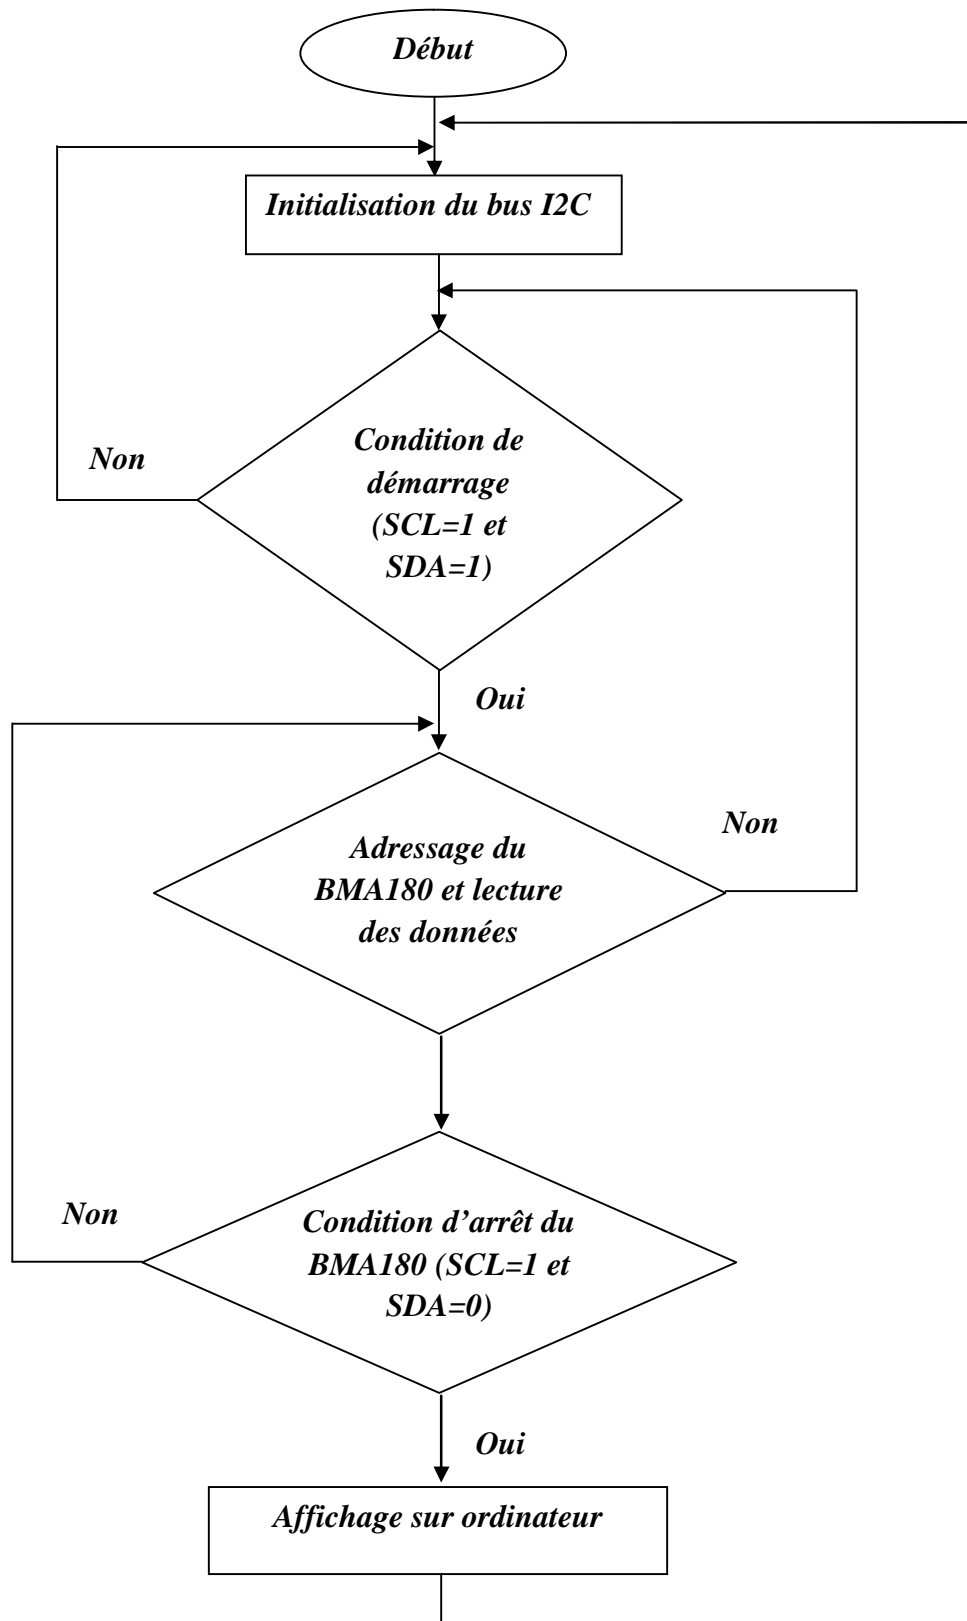 Début
Initialisation du bus I2C
Condition de
démarrage
(SCL=1 et
SDA=1)
Non
Oui
Adressage du
BMA180 et lecture
des données
Non
Condition d’arrêt du
BMA180 (SCL=1 et
SDA=0)
Non
Oui
Affichage sur ordinateur